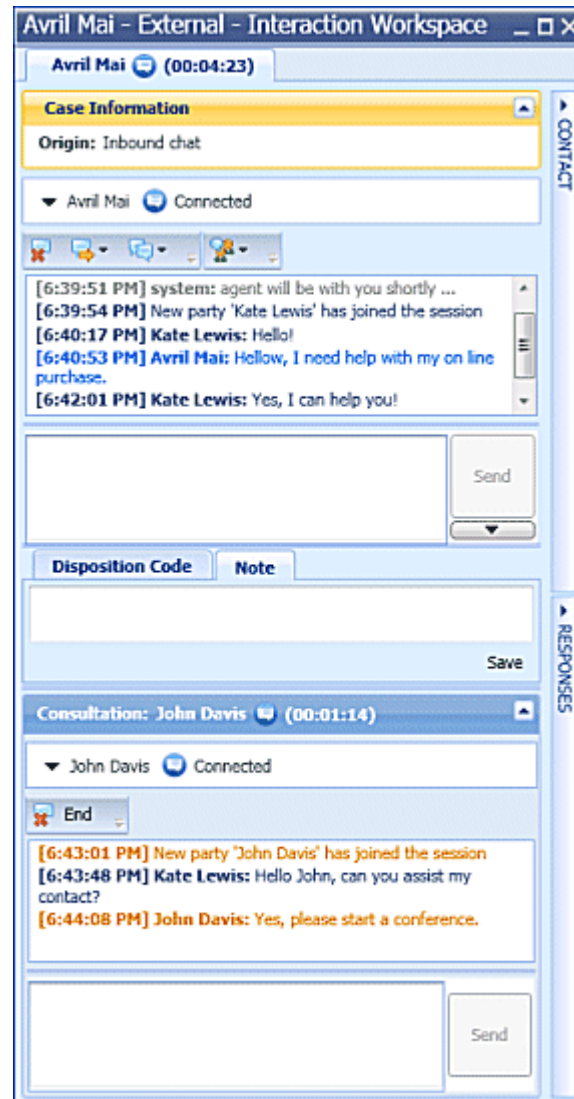 Avril Mai - External - Interaction Workspace
Avril Mai (00:04:23)
Case Information
Origin: Inbound chat
CONTACT
Avril Mai Connected
[6:39:51 PM] system: agent will be with you shortly ...
[6:39:54 PM] New party 'Kate Lewis' has joined the session
[6:40:17 PM] Kate Lewis: Hello!
[6:40:53 PM] Avril Mai: Hellow, I need help with my on line
purchase.
[6:42:01 PM] Kate Lewis: Yes, I can help you!
Send
Disposition Code Note
Save
RESPONSES
Consultation: John Davis (00:01:14)
John Davis Connected
End
[6:43:01 PM] New party 'John Davis' has joined the session
[6:43:48 PM] Kate Lewis: Hello John, can you assist my
contact?
[6:44:08 PM] John Davis: Yes, please start a conference.
Send